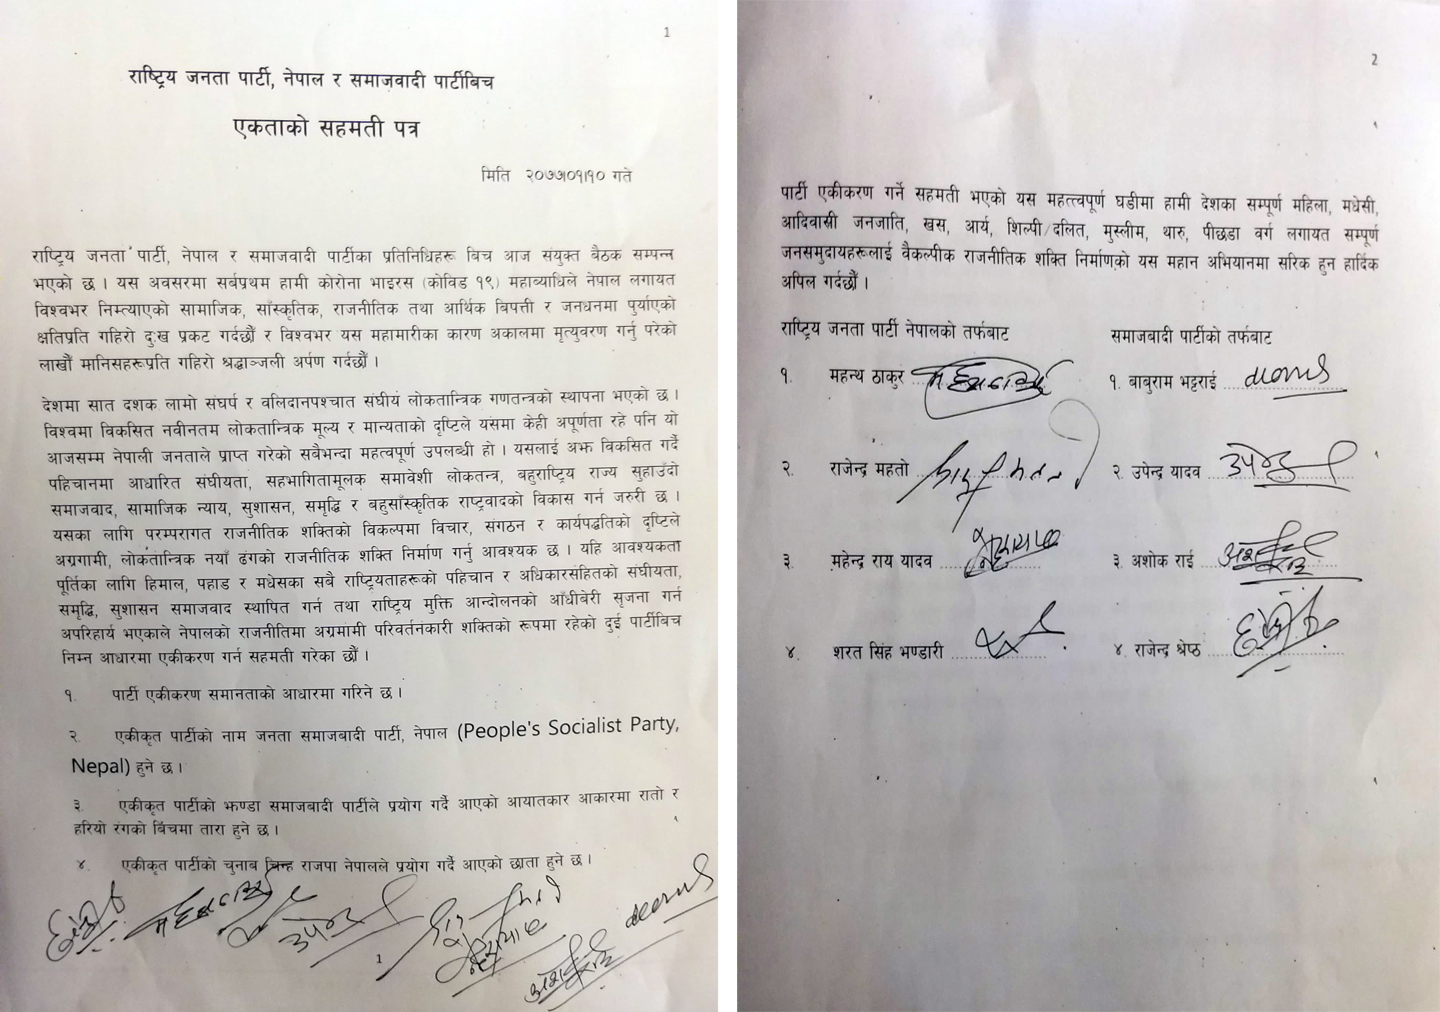 1
राष्ट्रिय जनता पार्टी, नेपाल र समाजवादी पार्टीबिच
एकताको सहमती पत्र
मिति २०७७।०१।१० गते
राष्ट्रिय जनता पार्टी, नेपाल र समाजवादी पार्टीका प्रतिनिधिहरू बिच आज संयुक्त बैठक सम्पन्न
भएको छ । यस अवसरमा सर्बप्रथम हामी कोरोना भाइरस (कोविड १९) महाब्याधिले नेपाल लगायत
विश्वभर निम्त्याएको सामाजिक, साँस्कृतिक, राजनीतिक तथा आर्थिक बिपत्ती र जनधनमा पुर्याएको
क्षतिप्रति गहिरो दुःख प्रकट गर्दछौं र विश्वभर यस महामारीका कारण अकालमा मृत्युवरण गर्नु परेको
लाखौं मानिसहरूप्रति गहिरो श्रद्धाञ्जली अर्पण गर्दछौं ।
देशमा सात दशक लामो संघर्ष र वलिदानपश्चात संघीयं लोकतान्त्रिक गणतन्त्रको स्थापना भएको छ ।
विश्वमा विकसित नवीनतम लोकतान्त्रिक मूल्य र मान्यताको दृष्टिले यसमा केही अपूर्णता रहे पनि यो
आजसम्म नेपाली जनताले प्राप्त गरेको सबैभन्दा महत्वपूर्ण उपलब्धी हो । यसलाई अझ विकसित गर्दै
पहिचानमा आधारित संघीयता, सहभागितामूलक समावेशी लोकतन्त्र, बहुराष्ट्रिय राज्य सुहाउँदो
समाजवाद, सामाजिक न्याय, सुशासन, समृद्धि र बहुसाँस्कृतिक राष्ट्रवादको विकास गर्न जरुरी छ ।
यसका लागि परम्परागत राजनीतिक शक्तिको विकल्पमा विचार, संगठन र कार्यपद्धतिको दृष्टिले
अग्रगामी, लोकतान्त्रिक नयाँ ढंगको राजनीतिक शक्ति निर्माण गर्नु आवश्यक छ । यहि आवश्यकता
पूर्तिका लागि हिमाल, पहाड र मधेसका सबै राष्ट्रियताहरूको पहिचान र अधिकारसंहितको संघीयता,
समृद्धि, सुशासन समाजवाद स्थापित गर्न तथा राष्ट्रिय मुक्ति आन्दोलनको आँधीबेरी सृजना गर्न
अपरिहार्य भएकाले नेपालको राजनीतिमा अग्रमामी परिवर्तनकारी शक्तिको रूपमा रहेको दुई पार्टीबिच
निम्न आधारमा एकीकरण गर्न सहमती गरेका छौं ।
१. पार्टी एकीकरण समानताको आधारमा गरिने छ ।
२. एकीकृत पार्टीको नाम जनता समाजबादी पार्टी, नेपाल (People's Socialist Party,
Nepal) हुने छ ।
३. एकीकृत पार्टीको झण्डा समाजबादी पार्टीले प्रयोग गर्दै आएको आयातकार आकारमा रातो र
हरियो रंगको बिचमा तारा हुने छ ।
४. एकीकृत पार्टीको चुनाब चिन्ह राजपा नेपालले प्रयोग गर्दै आएको छाता हुने छ ।
1
2
पार्टी एकीकरण गर्ने सहमती भएको यस महत्त्वपूर्ण घडीमा हामी देशका सम्पूर्ण महिला, मधेसी,
आदिवासी जनजाति, खस, आर्य, शिल्पी/दलित, मुस्लीम, थारु, पीछडा वर्ग लगायत सम्पूर्ण
जनसमुदायहरूलाई वैकल्पीक राजनीतिक शक्ति निर्माणको यस महान अभियानमा सरिक हुन हार्दिक
अपिल गर्दछौं ।
राष्ट्रिय जनता पार्टी नेपालको तर्फबाट समाजबादी पार्टीको तर्फबाट
१. महन्थ ठाकुर १. बाबुराम भट्टराई
२. राजेन्द्र महतो २. उपेन्द्र यादव
३. महेन्द्र राय यादव ३. अशोक राई
४. शरत सिंह भण्डारी ४. राजेन्द्र श्रेष्ठ